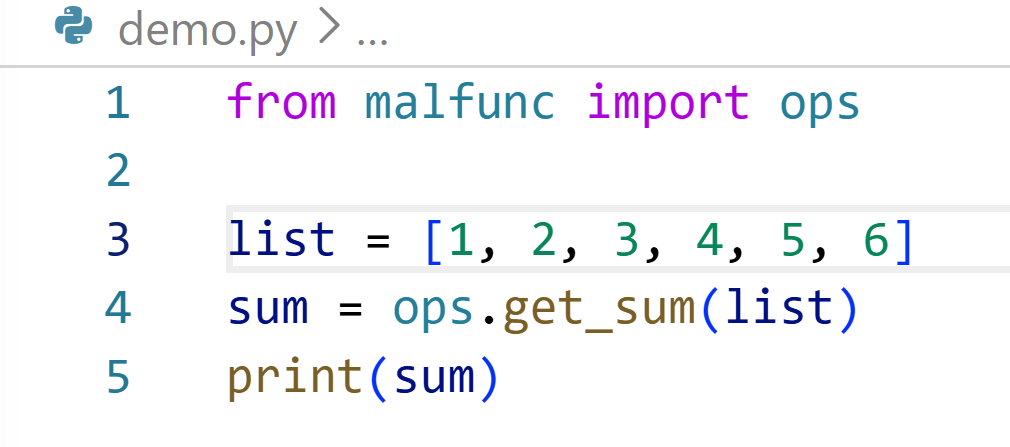 demo.py > ...
1 from malfunc import ops
2
3 list = [1, 2, 3, 4, 5, 6]
4 sum = ops.get_sum(list)
5 print(sum)